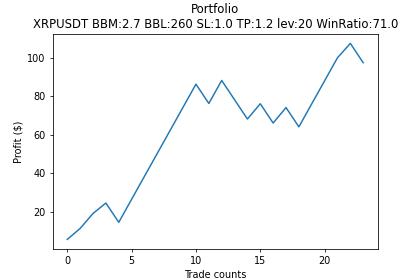 Portfolio
XRPUSDT BBM:2.7 BBL:260 SL:1.0 TP:1.2 lev:20 WinRatio:71.0
100
80
60
40
20
Profit ($)
0 5 10 15 20
Trade counts